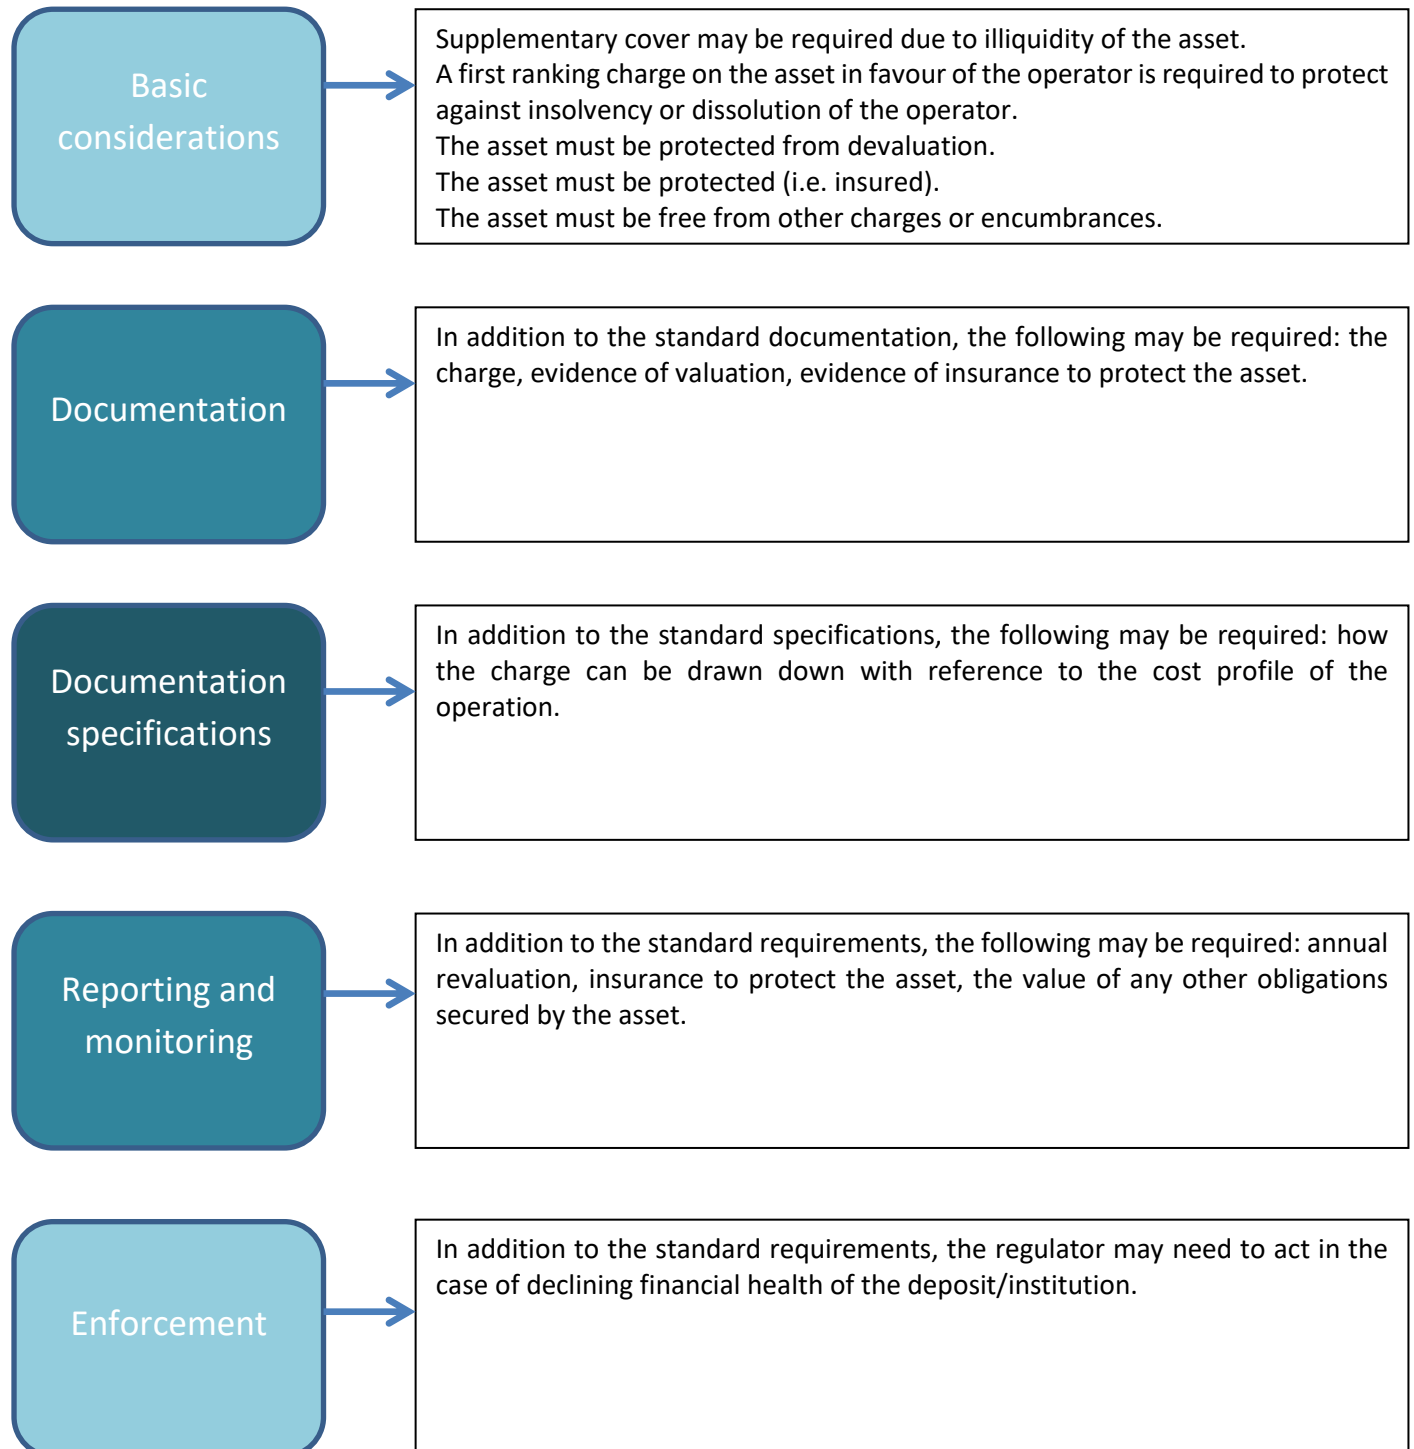 Basic
considerations
Supplementary cover may be required due to illiquidity of the asset.
A first ranking charge on the asset in favour of the operator is required to protect
against insolvency or dissolution of the operator.
The asset must be protected from devaluation.
The asset must be protected (i.e. insured).
The asset must be free from other charges or encumbrances.
Documentation
In addition to the standard documentation, the following may be required: the
charge, evidence of valuation, evidence of insurance to protect the asset.
Documentation
specifications
In addition to the standard specifications, the following may be required: how
the charge can be drawn down with reference to the cost profile of the
operation.
Reporting and
monitoring
In addition to the standard requirements, the following may be required: annual
revaluation, insurance to protect the asset, the value of any other obligations
secured by the asset.
Enforcement
In addition to the standard requirements, the regulator may need to act in the
case of declining financial health of the deposit/institution.